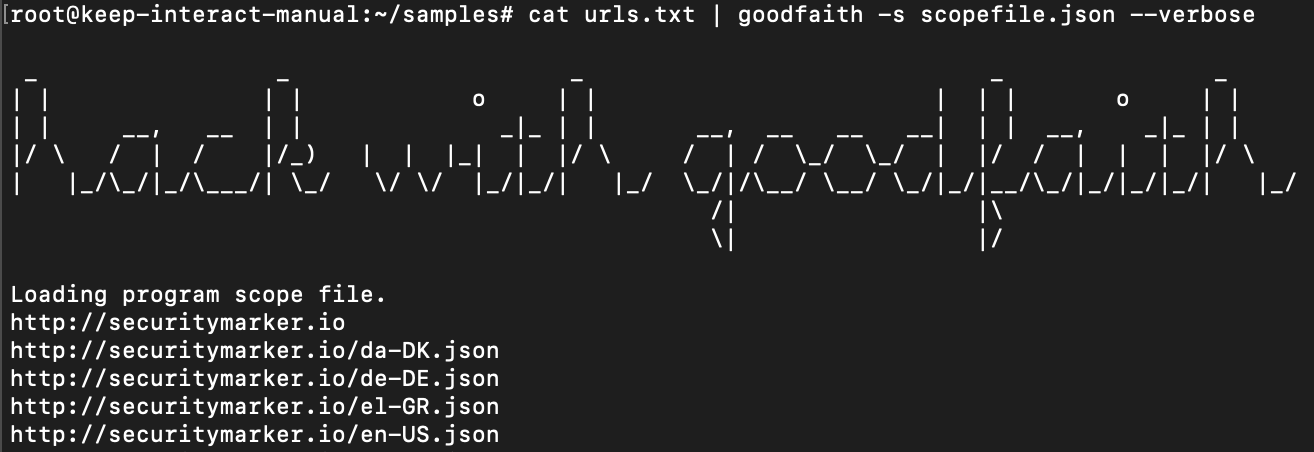 [root@keep-interact-manual:~/samples# cat urls.txt | goodfaith -s scopefile.json --verbose
hack with goodfaith
Loading program scope file.
http://securitymarker.io
http://securitymarker.io/da-DK.json
http://securitymarker.io/de-DE.json
http://securitymarker.io/el-GR.json
http://securitymarker.io/en-US.json